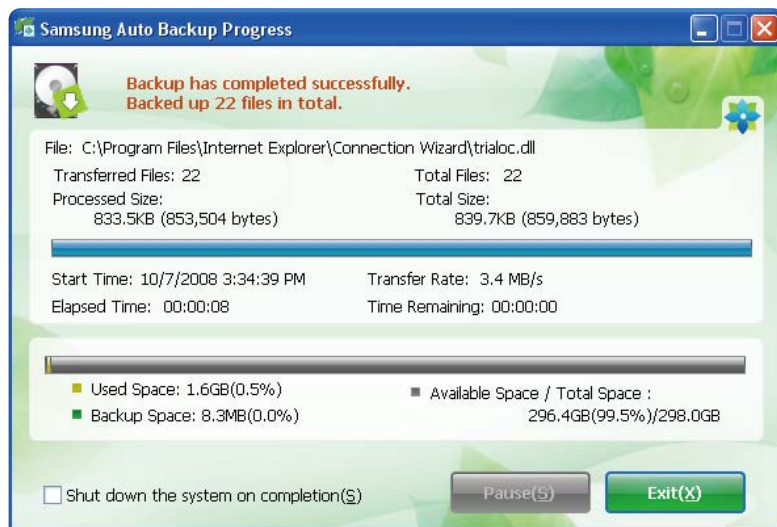 Samsung Auto Backup Progress
Backup has completed successfully.
Backed up 22 files in total.
File: C:\Program Files\Internet Explorer\Connection Wizard\trialoc.dll
Transferred Files: 22
Total Files: 22
Processed Size:
833.5KB (853,504 bytes)
Total Size:
839.7KB (859,883 bytes)
Start Time: 10/7/2008 3:34:39 PM
Transfer Rate: 3.4 MB/s
Elapsed Time: 00:00:08
Time Remaining: 00:00:00
Used Space: 1.6GB(0.5%)
Backup Space: 8.3MB(0.0%)
Available Space / Total Space :
296.4GB(99.5%)/298.0GB
Shut down the system on completion(S)
Pause(S)
Exit(X)